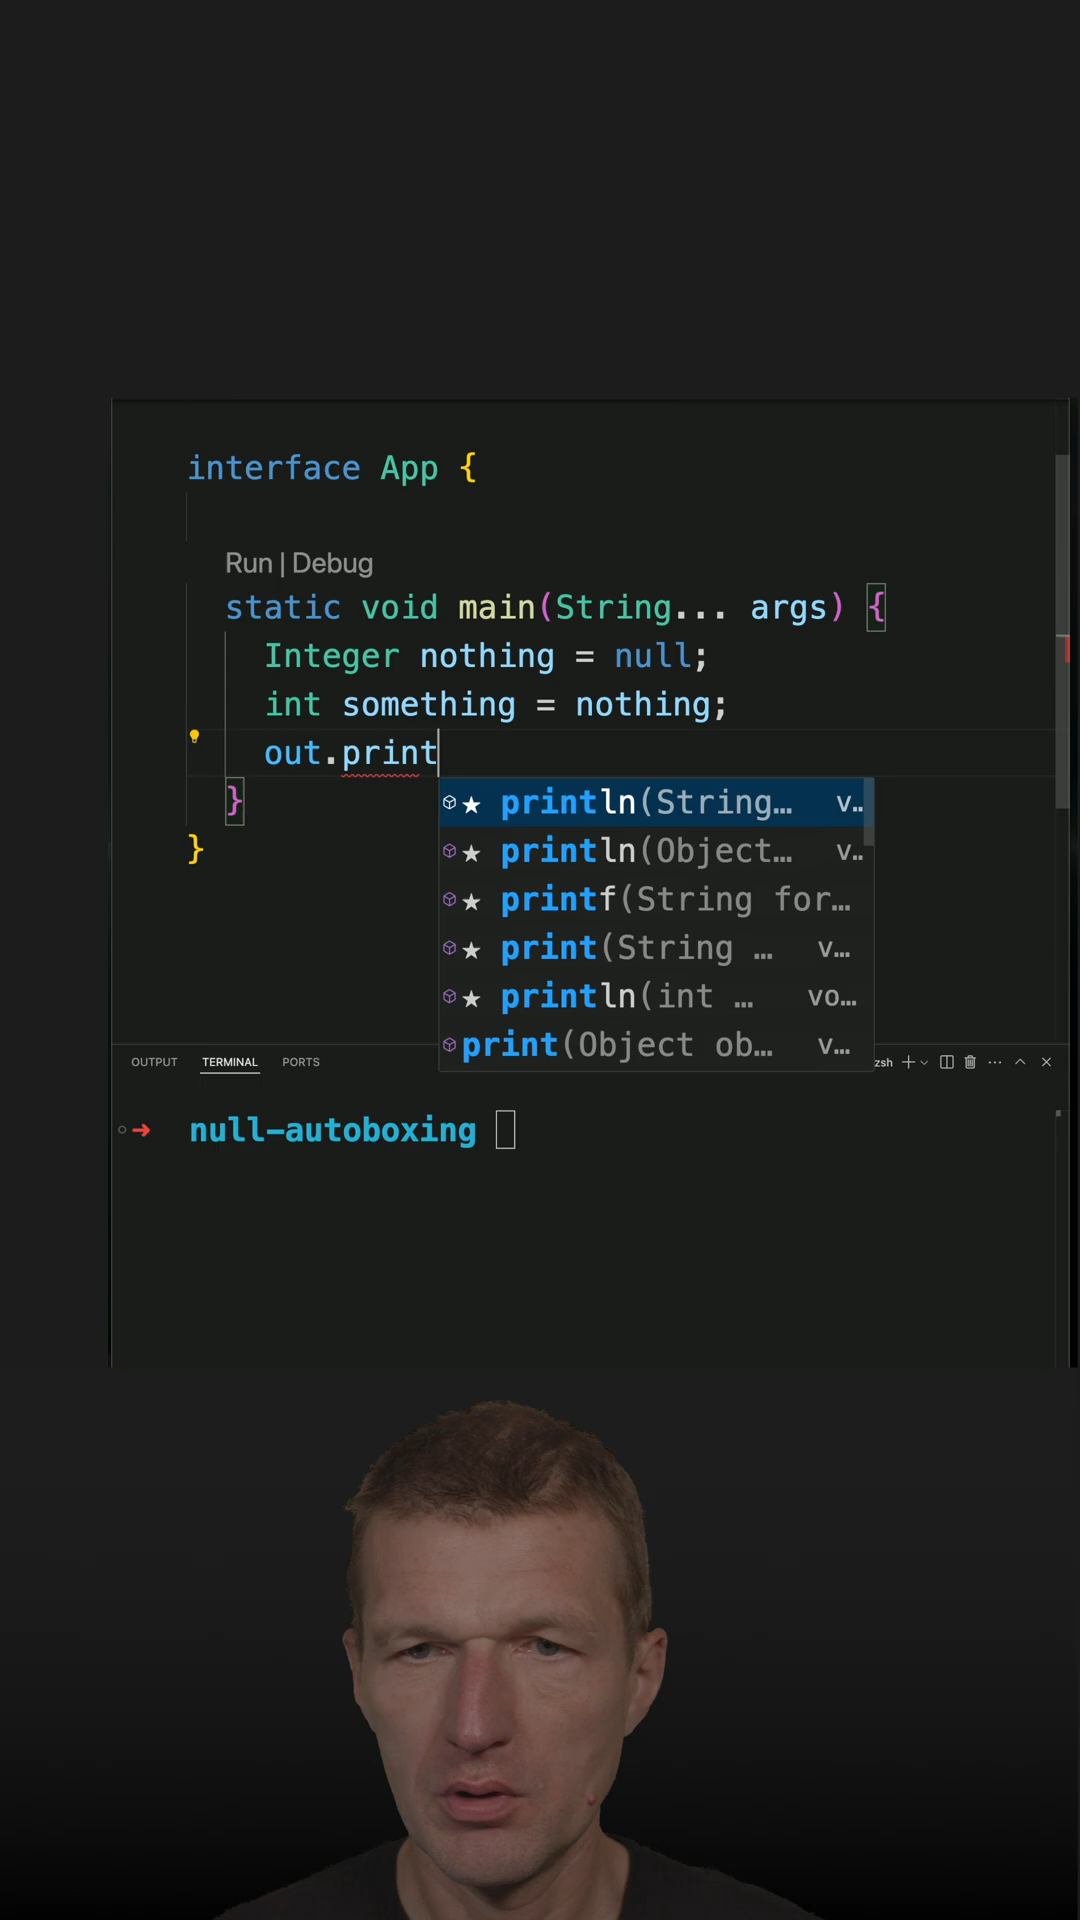 interface App {
Run | Debug
static void main(String... args) {
Integer nothing = null;
int something = nothing;
out.print
println(String… v…
}
println(Object… v…
}
printf(String for…
print(String … v…
println(int … vo…
print(Object ob… v…
OUTPUT TERMINAL PORTS zsh
null-autoboxing